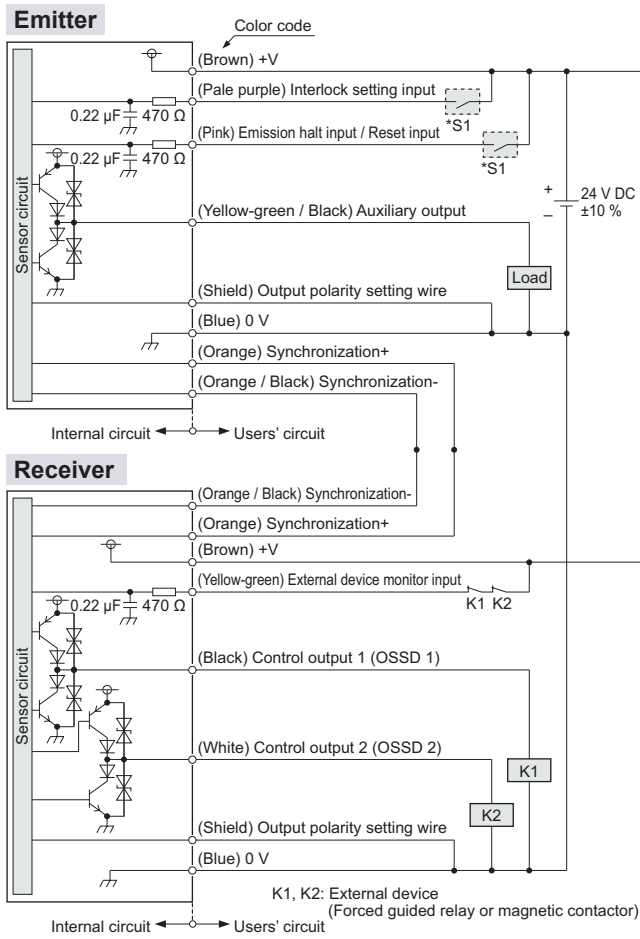 Emitter
Color code
(Brown) +V
(Pale purple) Interlock setting input
0.22 µF 470 Ω
*S1
(Pink) Emission halt input / Reset input
0.22 µF 470 Ω
*S1
+
−
24 V DC
±10 %
Sensor circuit
(Yellow-green / Black) Auxiliary output
Load
(Shield) Output polarity setting wire
(Blue) 0 V
(Orange) Synchronization+
(Orange / Black) Synchronization-
Internal circuit Users’ circuit
Receiver
(Orange / Black) Synchronization-
(Orange) Synchronization+
(Brown) +V
(Yellow-green) External device monitor input
0.22 µF 470 Ω
K1 K2
Sensor circuit
(Black) Control output 1 (OSSD 1)
(White) Control output 2 (OSSD 2)
K1
K2
(Shield) Output polarity setting wire
(Blue) 0 V
K1, K2: External device
(Forced guided relay or magnetic contactor)
Internal circuit Users’ circuit